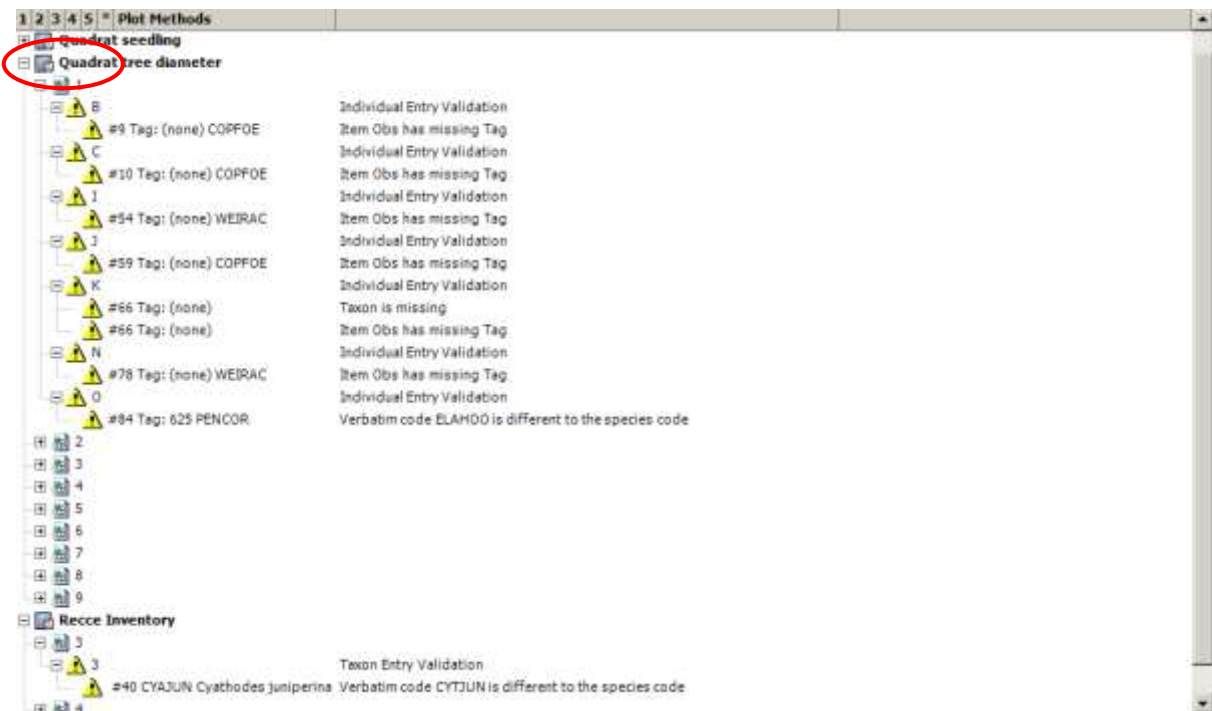 1 2 3 4 5 * Plot Methods
Quadrat seedling
Quadrat tree diameter
1
B Individual Entry Validation
#9 Tag: (none) COPFOE Item Obs has missing Tag
C Individual Entry Validation
#10 Tag: (none) COPFOE Item Obs has missing Tag
I Individual Entry Validation
#54 Tag: (none) WEIRAC Item Obs has missing Tag
J Individual Entry Validation
#59 Tag: (none) COPFOE Item Obs has missing Tag
K Individual Entry Validation
#66 Tag: (none) Taxon is missing
#66 Tag: (none) Item Obs has missing Tag
N Individual Entry Validation
#78 Tag: (none) WEIRAC Item Obs has missing Tag
O Individual Entry Validation
#84 Tag: 625 PENCOR Verbatim code ELAHOO is different to the species code
2
3
4
5
6
7
8
9
Recce Inventory
3
3 Taxon Entry Validation
#40 CYAJUN Cyathodes juniperina Verbatim code CYTJUN is different to the species code
4